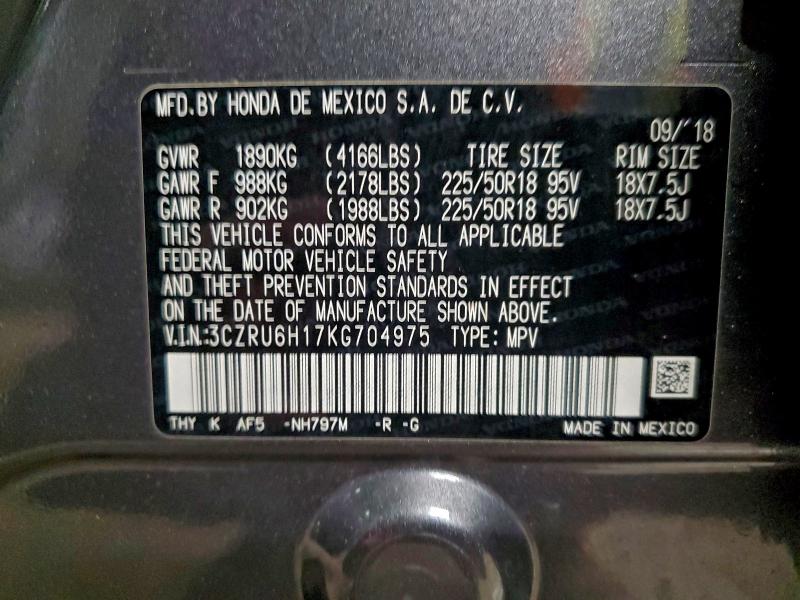 MFD.BY HONDA DE MEXICO S.A. DE C.V.
09/'18
GVWR 1890KG (4166LBS) TIRE SIZE RIM SIZE
GAWR F 988KG (2178LBS) 225/50R18 95V 18X7.5J
GAWR R 902KG (1988LBS) 225/50R18 95V 18X7.5J
THIS VEHICLE CONFORMS TO ALL APPLICABLE
FEDERAL MOTOR VEHICLE SAFETY
AND THEFT PREVENTION STANDARDS IN EFFECT
ON THE DATE OF MANUFACTURE SHOWN ABOVE.
V.I.N.:3CZRU6H17KG704975 TYPE: MPV
THY K AF5 -NH797M -R -G MADE IN MEXICO